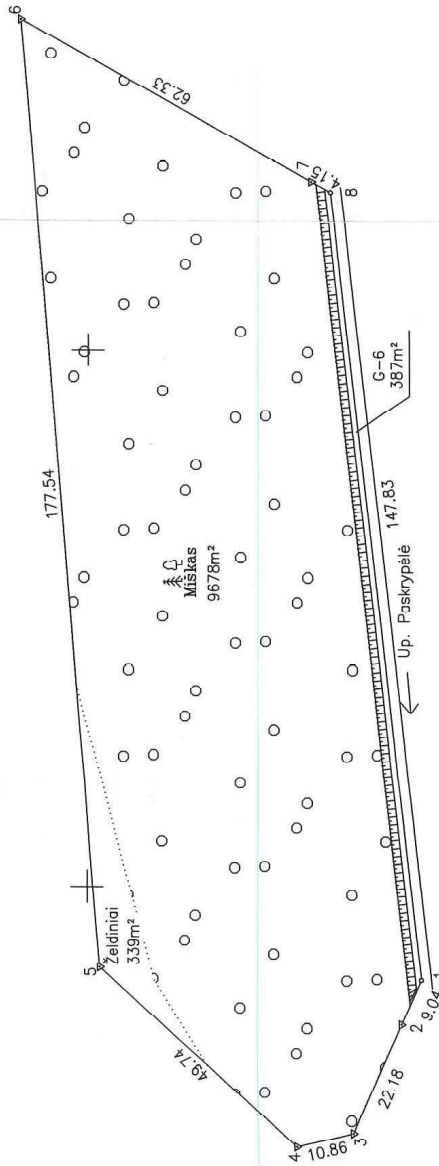 6
62.33
7
4.15
8
177.54
G-6
387m²
147.83
Miškas
9678m²
Up. Paskrypėlė
5
Želdiniai
339m²
49.74
1
9.04
2
22.18
3
10.86
4